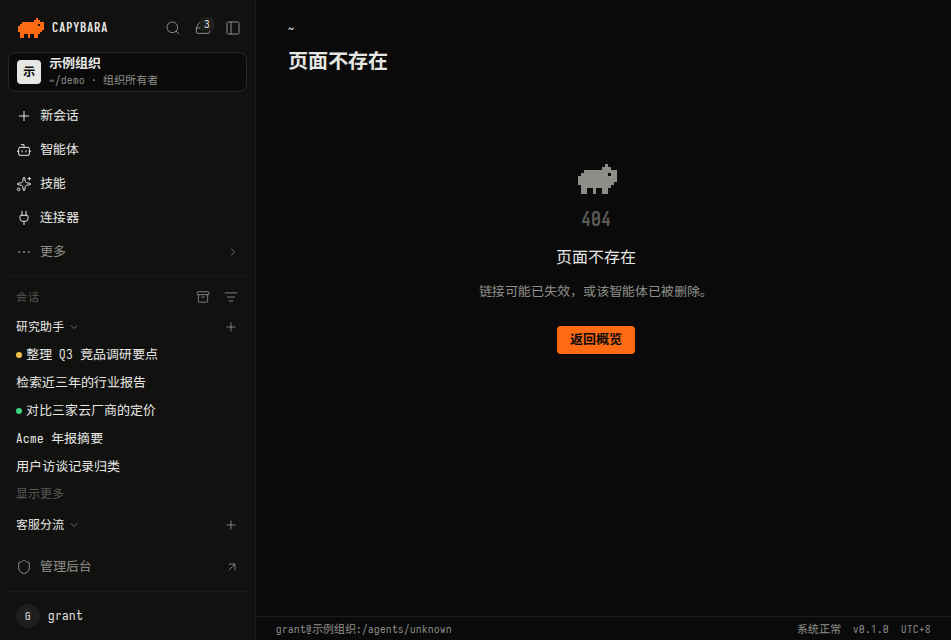 CAPYBARA
3
示
示例组织
~/demo · 组织所有者
新会话
智能体
技能
连接器
更多
会话
研究助手
整理 Q3 竞品调研要点
检索近三年的行业报告
对比三家云厂商的定价
Acme 年报摘要
用户访谈记录归类
显示更多
客服分流
管理后台
G
grant
~
页面不存在
404
页面不存在
链接可能已失效，或该智能体已被删除。
返回概览
grant@示例组织:/agents/unknown
系统正常 v0.1.0 UTC+8